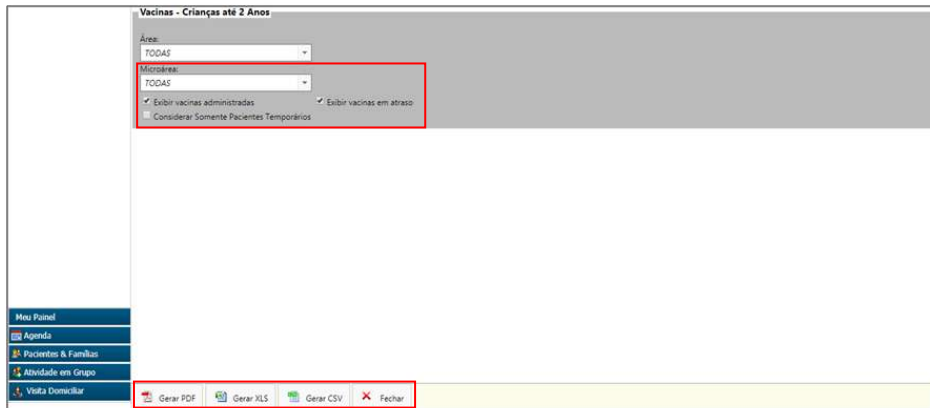 Vacinas - Crianças até 2 Anos
Área:
TODAS
Microárea:
TODAS
Exibir vacinas administradas Exibir vacinas em atraso
Considerar Somente Pacientes Temporários
Meu Painel
Agenda
Pacientes & Famílias
Atividade em Grupo
Visita Domiciliar
Gerar PDF Gerar XLS Gerar CSV Fechar